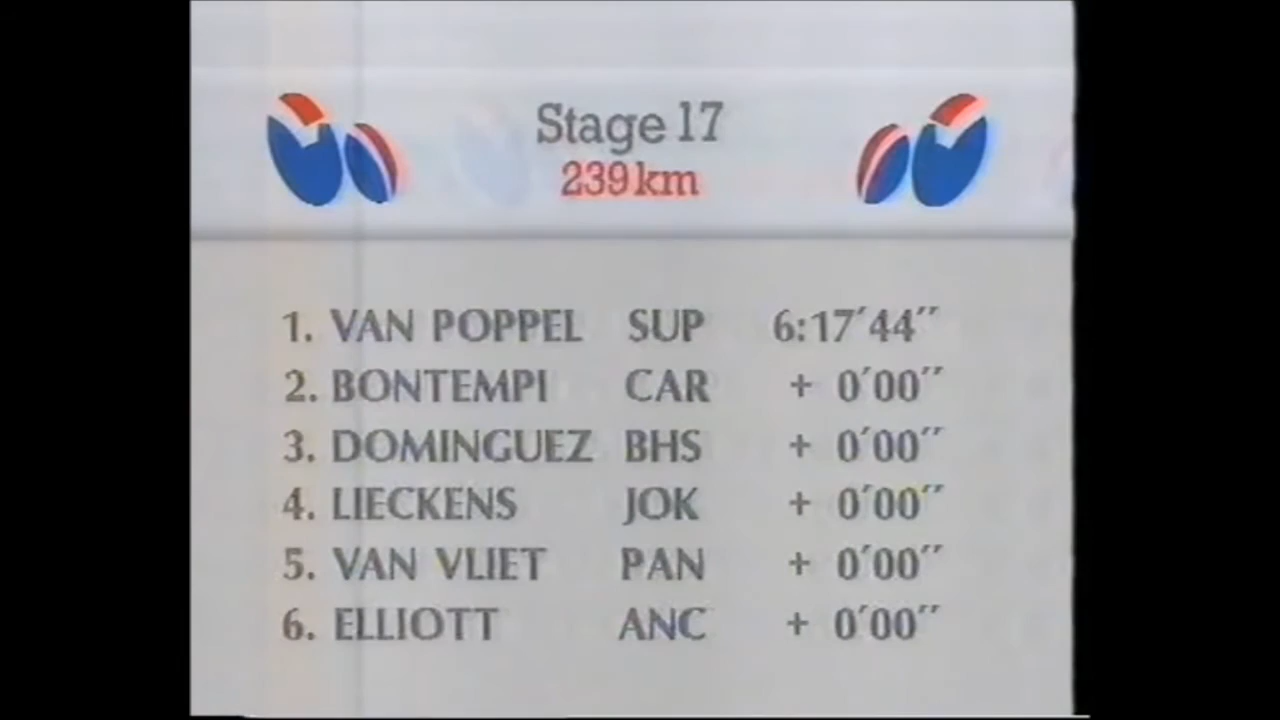 Stage 17
239 km
1. VAN POPPEL SUP 6:17′44″
2. BONTEMPI CAR + 0′00″
3. DOMINGUEZ BHS + 0′00″
4. LIECKENS JOK + 0′00″
5. VAN VLIET PAN + 0′00″
6. ELLIOTT ANC + 0′00″